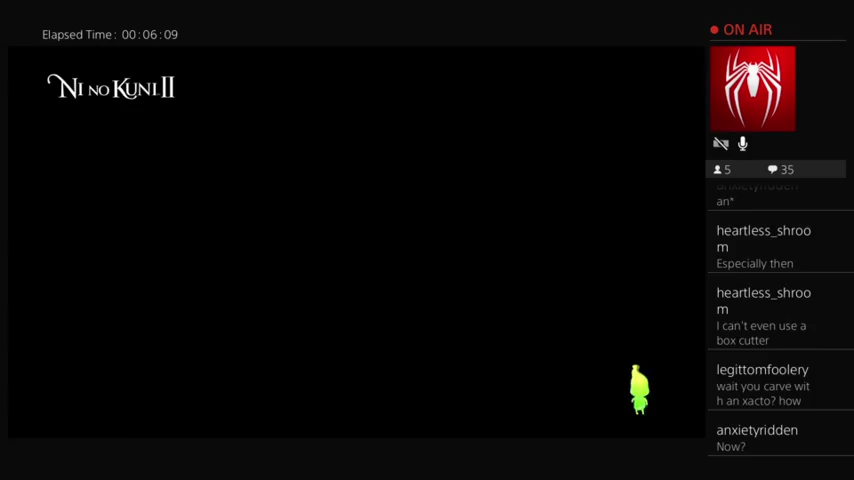 Elapsed Time: 00:06:09
ON AIR
NI NO KUNI II
5 35
anxietyridden
an*
heartless_shroo
m
Especially then
heartless_shroo
m
I can't even use a
box cutter
legittomfoolery
wait you carve wit
h an xacto? how
anxietyridden
Now?